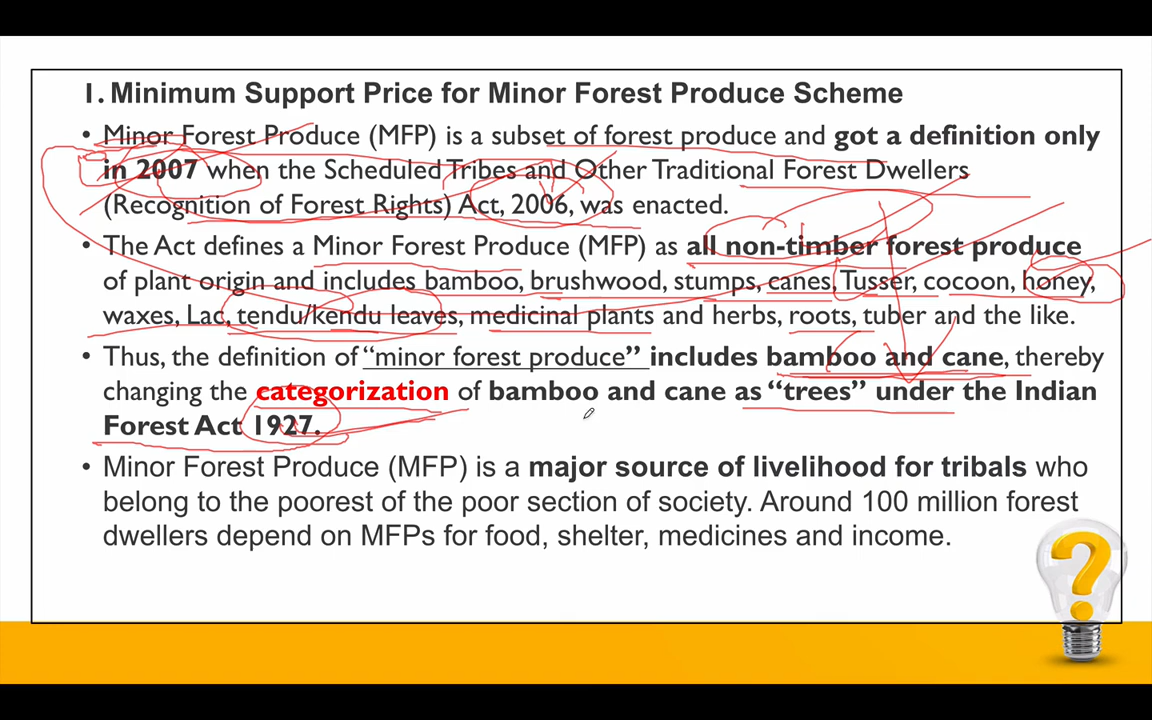 1. Minimum Support Price for Minor Forest Produce Scheme
• Minor Forest Produce (MFP) is a subset of forest produce and got a definition only
in 2007 when the Scheduled Tribes and Other Traditional Forest Dwellers
(Recognition of Forest Rights) Act, 2006, was enacted.
• The Act defines a Minor Forest Produce (MFP) as all non-timber forest produce
of plant origin and includes bamboo, brushwood, stumps, canes, Tusser, cocoon, honey,
waxes, Lac, tendu/kendu leaves, medicinal plants and herbs, roots, tuber and the like.
• Thus, the definition of “minor forest produce” includes bamboo and cane, thereby
changing the categorization of bamboo and cane as “trees” under the Indian
Forest Act 1927.
• Minor Forest Produce (MFP) is a major source of livelihood for tribals who
belong to the poorest of the poor section of society. Around 100 million forest
dwellers depend on MFPs for food, shelter, medicines and income.